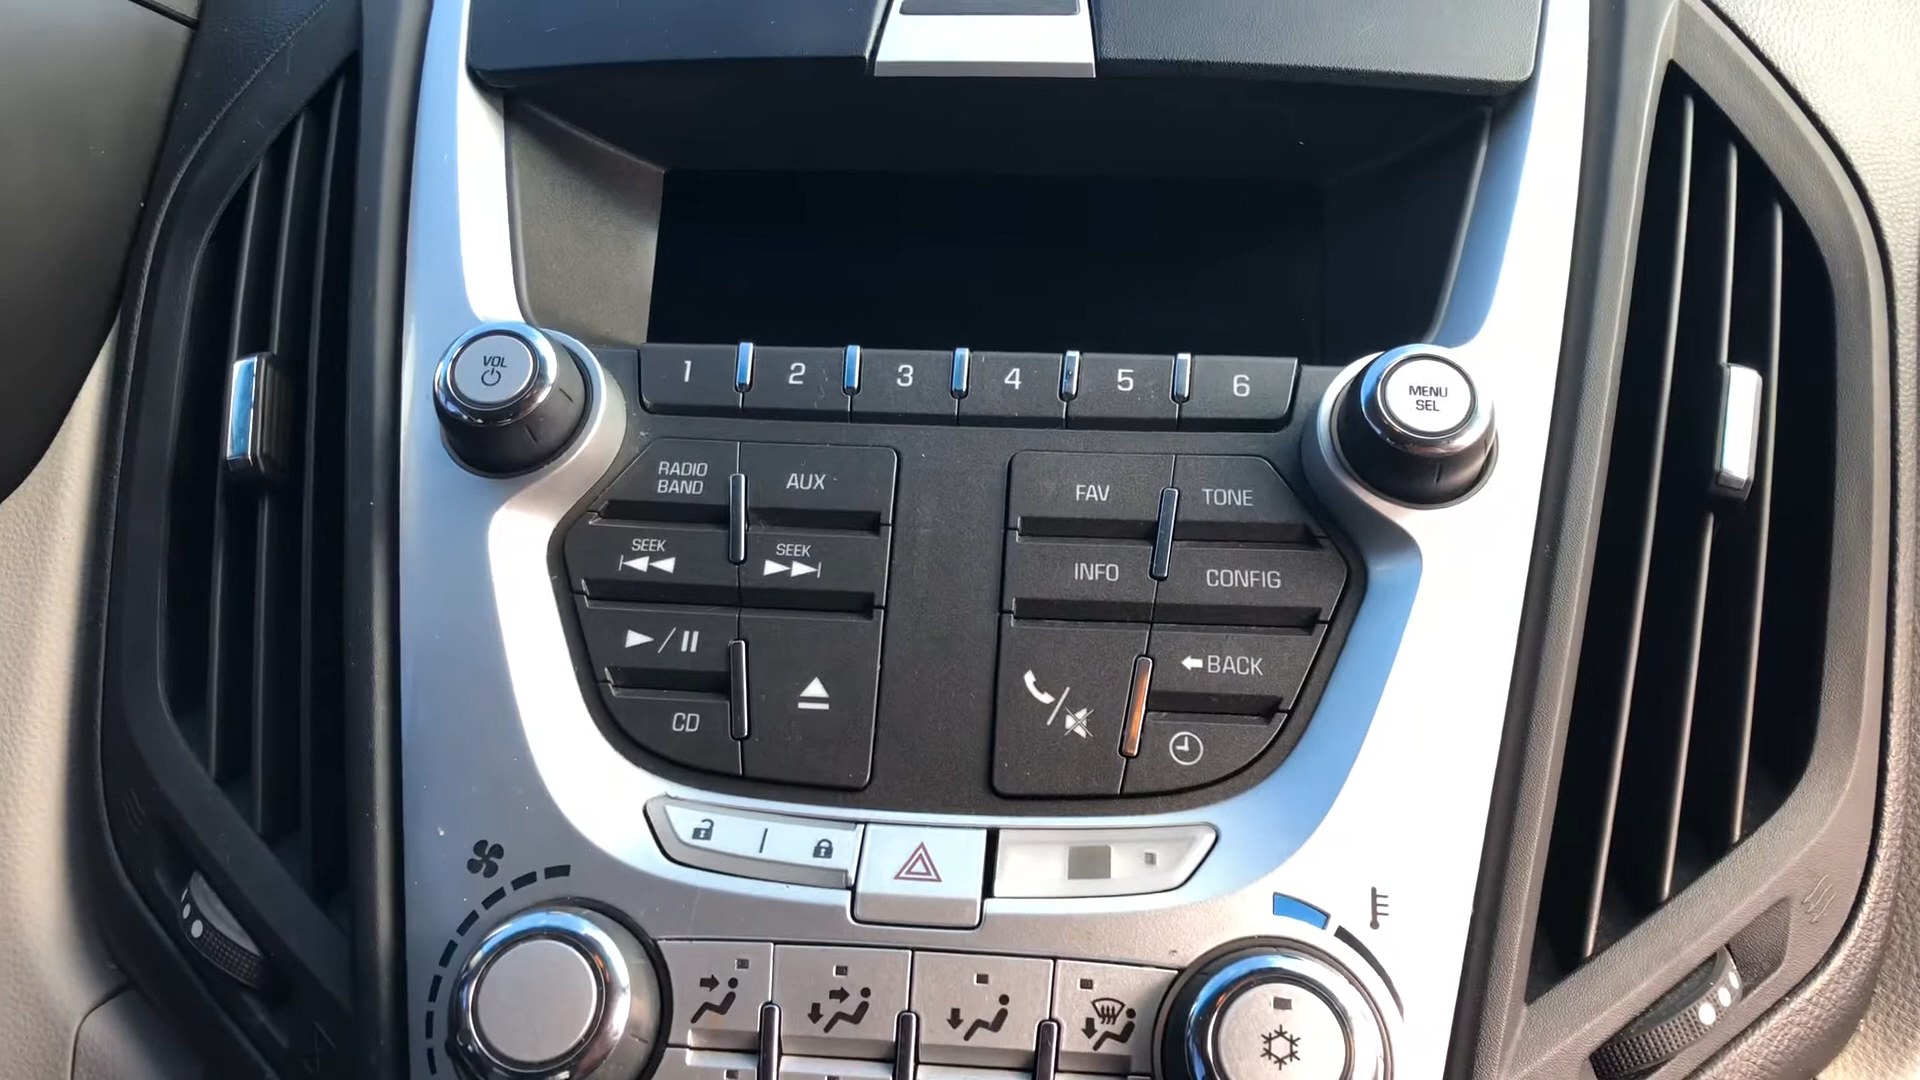 VOL
1
2
3
4
5
6
MENU
SEL
RADIO
BAND
AUX
SEEK
SEEK
CD
FAV
TONE
INFO
CONFIG
BACK